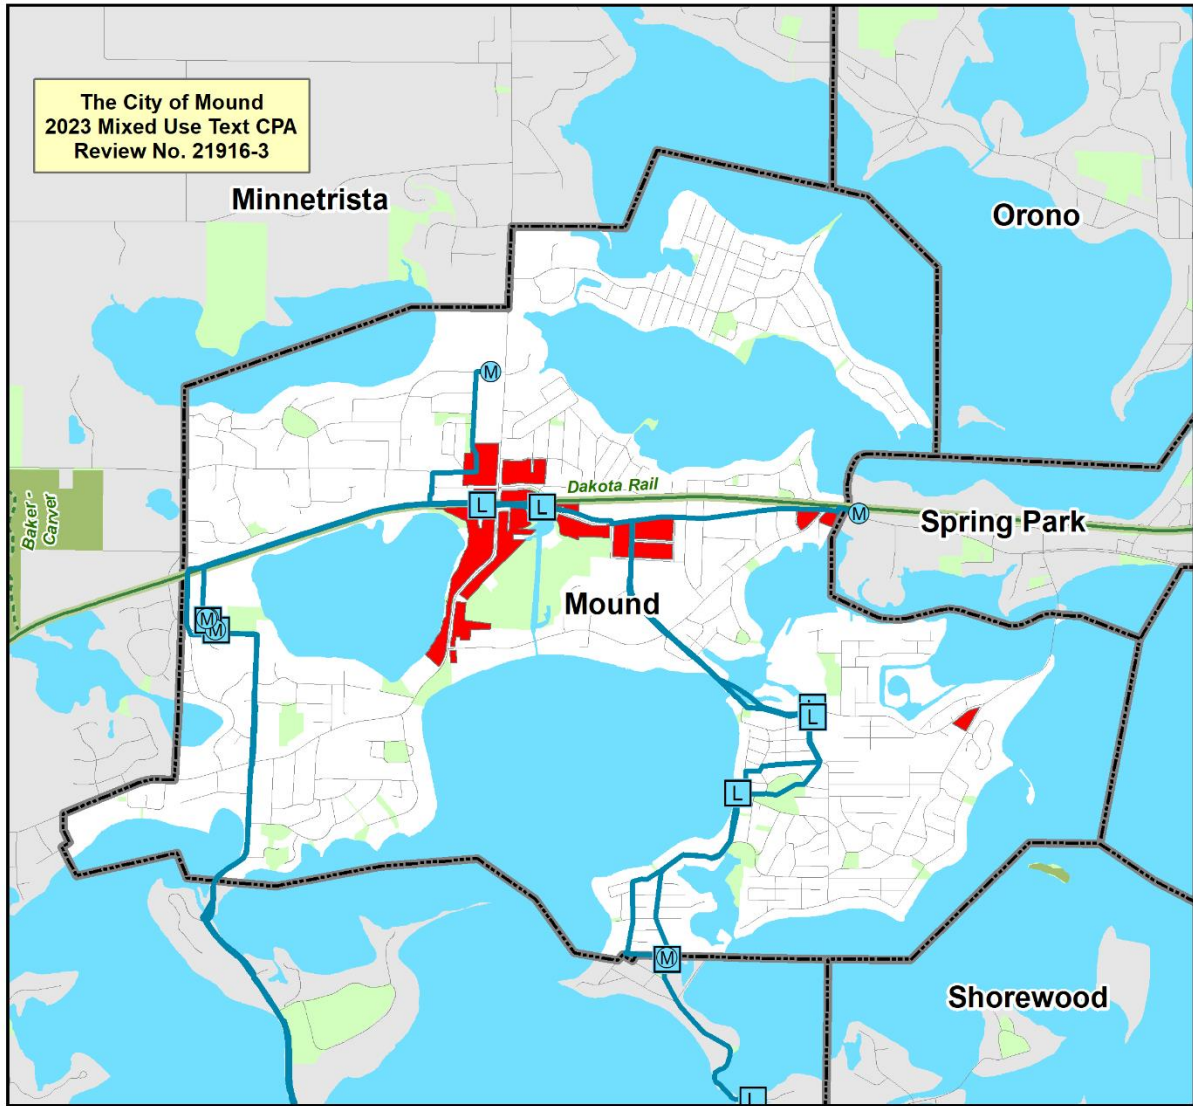 The City of Mound
2023 Mixed Use Text CPA
Review No. 21916-3
Minnetrista
Orono
M
Dakota Rail
L
L
M
Spring Park
Baker -
Carver
Mound
M
M
L
L
L
M
Shorewood
L